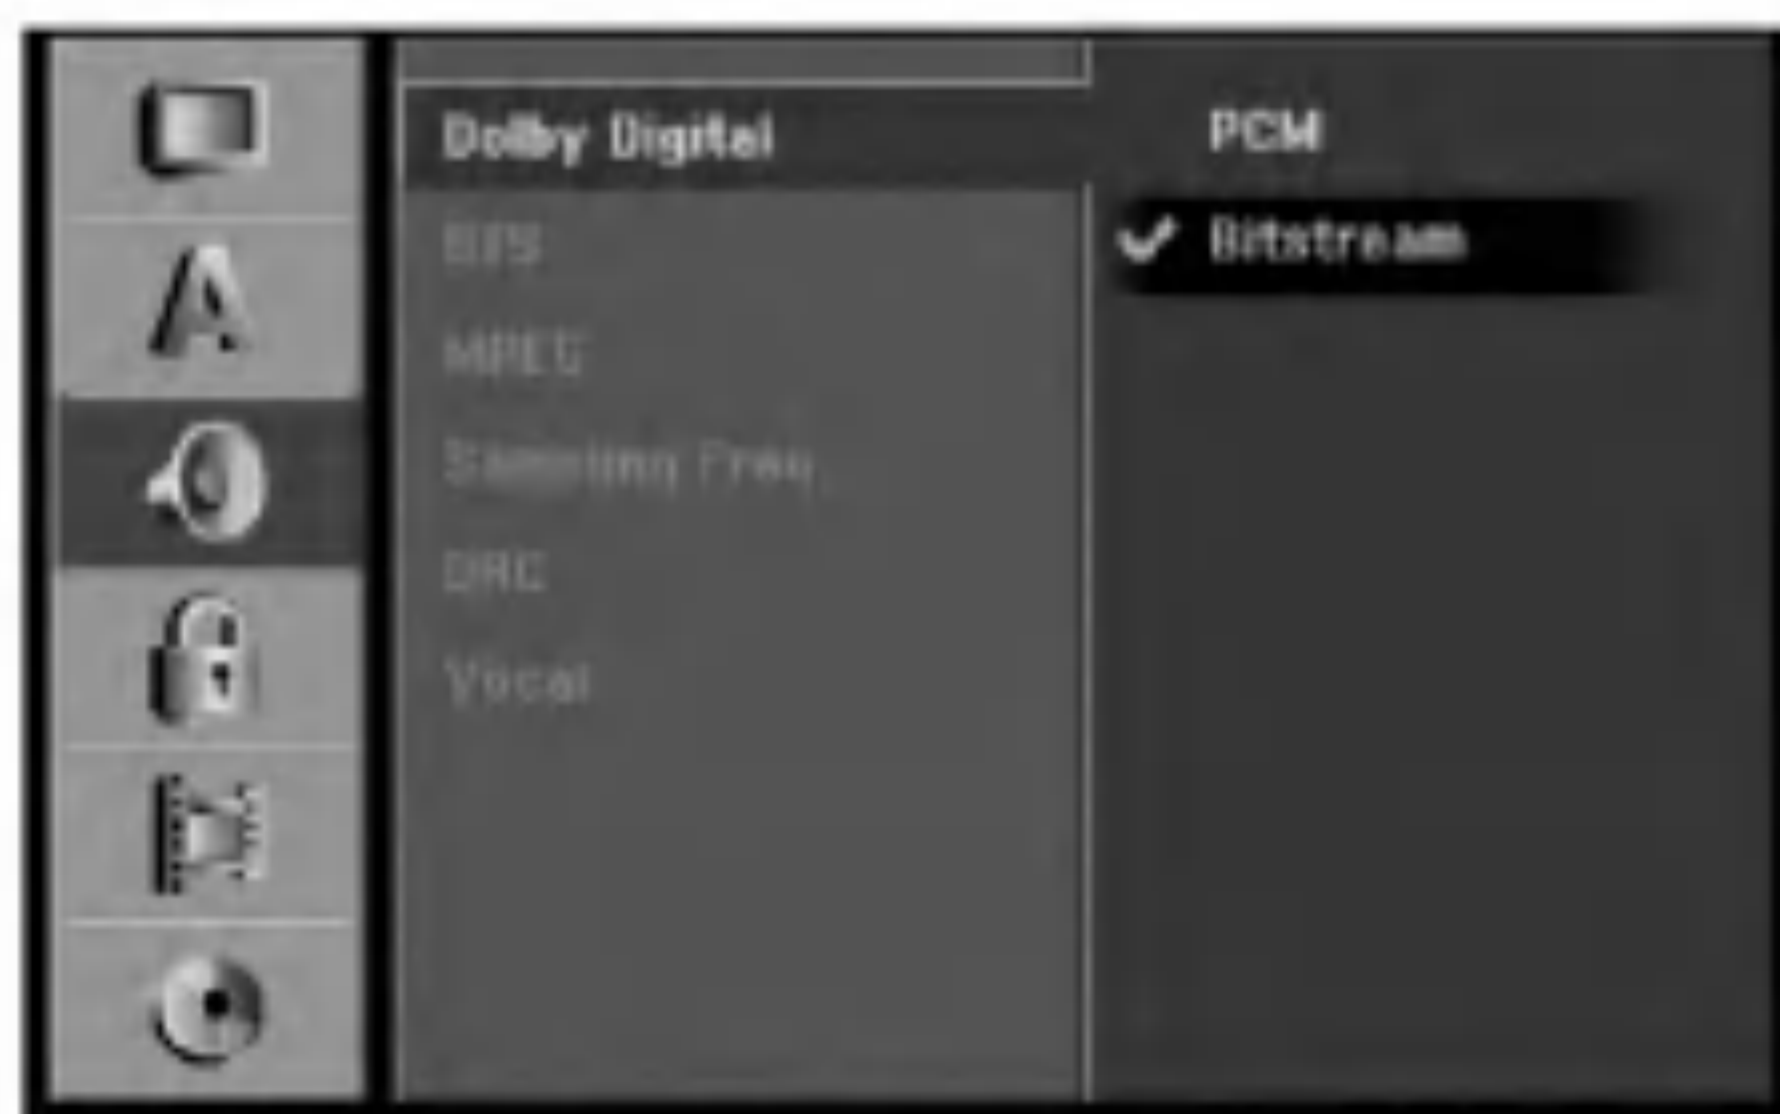 Dolby Digital
DTS
MPEG
Sampling Freq.
DRC
Vocal
PCM
Bitstream